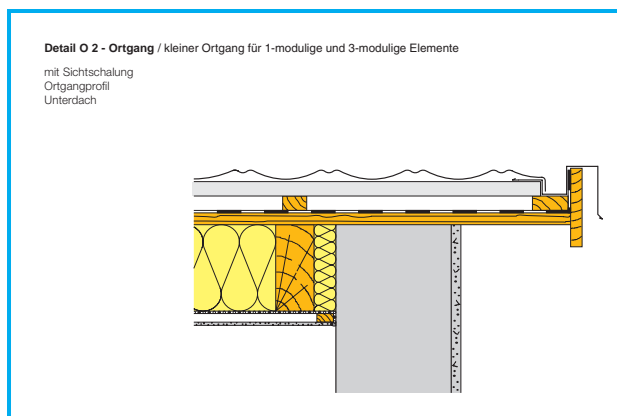 Detail O 2 - Ortgang / kleiner Ortgang für 1-modulige und 3-modulige Elemente
mit Sichtschalung
Ortgangprofil
Unterdach